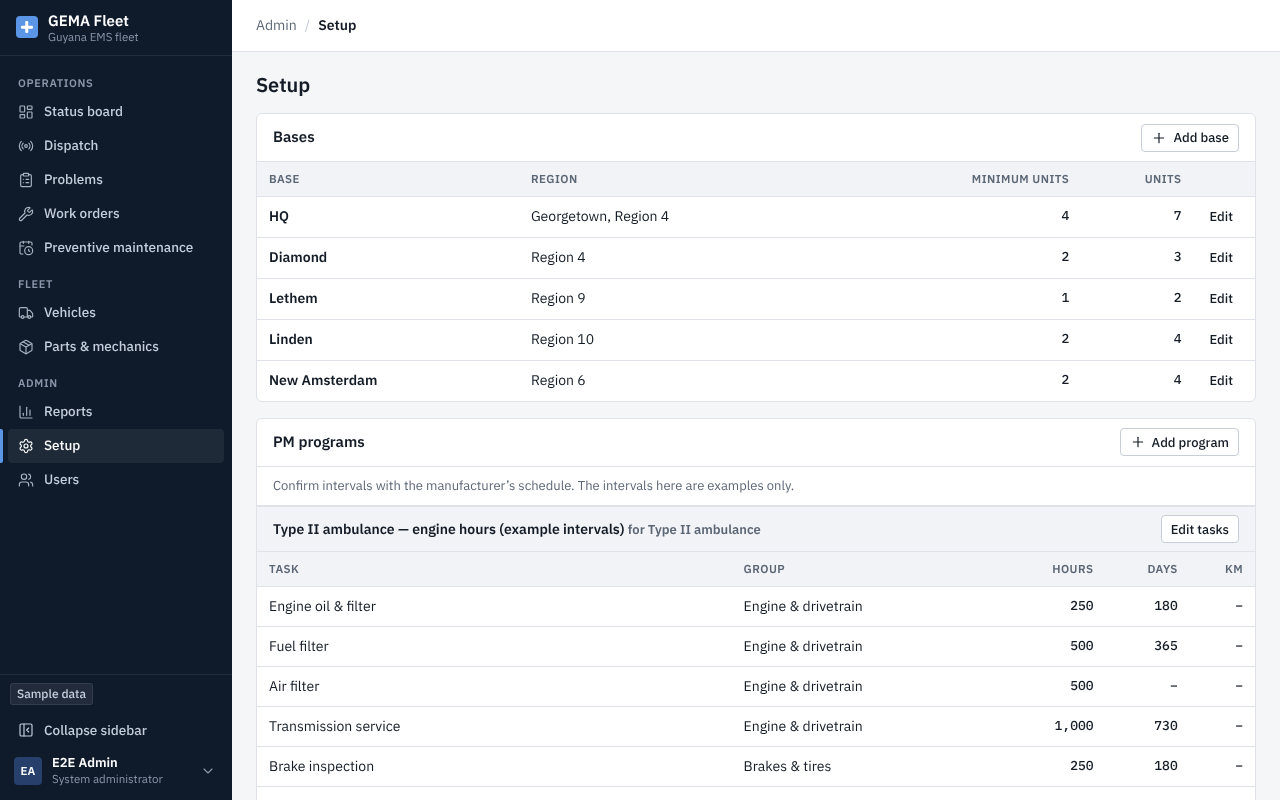 GEMA Fleet
Guyana EMS fleet
OPERATIONS
Status board
Dispatch
Problems
Work orders
Preventive maintenance
FLEET
Vehicles
Parts & mechanics
ADMIN
Reports
Setup
Users
Sample data
Collapse sidebar
EA
E2E Admin
System administrator
Admin / Setup
Setup
Bases
Add base
BASE REGION MINIMUM UNITS UNITS
HQ Georgetown, Region 4 4 7 Edit
Diamond Region 4 2 3 Edit
Lethem Region 9 1 2 Edit
Linden Region 10 2 4 Edit
New Amsterdam Region 6 2 4 Edit
PM programs
Add program
Confirm intervals with the manufacturer’s schedule. The intervals here are examples only.
Type II ambulance — engine hours (example intervals) for Type II ambulance Edit tasks
TASK GROUP HOURS DAYS KM
Engine oil & filter Engine & drivetrain 250 180 –
Fuel filter Engine & drivetrain 500 365 –
Air filter Engine & drivetrain 500 – –
Transmission service Engine & drivetrain 1,000 730 –
Brake inspection Brakes & tires 250 180 –